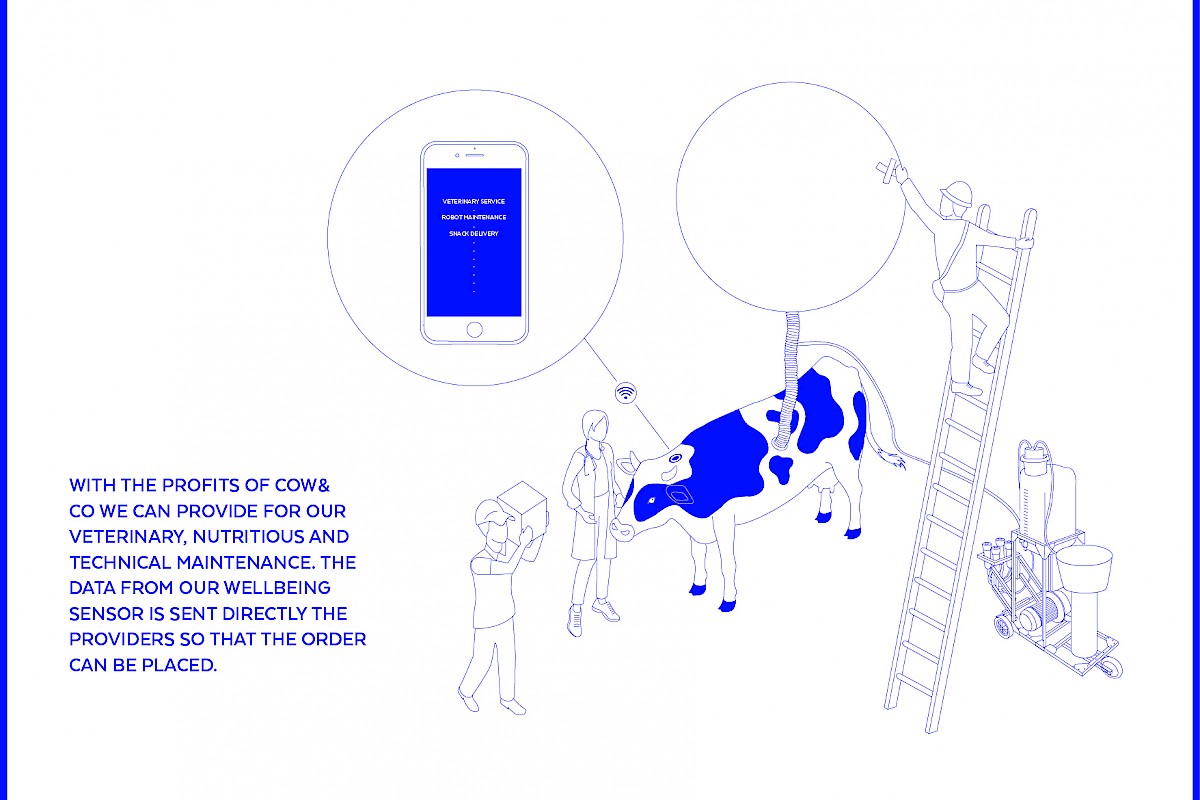 VETERINARY SERVICE
ROBOT MAINTENANCE
SNACK DELIVERY
WITH THE PROFITS OF COW&
CO WE CAN PROVIDE FOR OUR
VETERINARY, NUTRITIOUS AND
TECHNICAL MAINTENANCE. THE
DATA FROM OUR WELLBEING
SENSOR IS SENT DIRECTLY THE
PROVIDERS SO THAT THE ORDER
CAN BE PLACED.